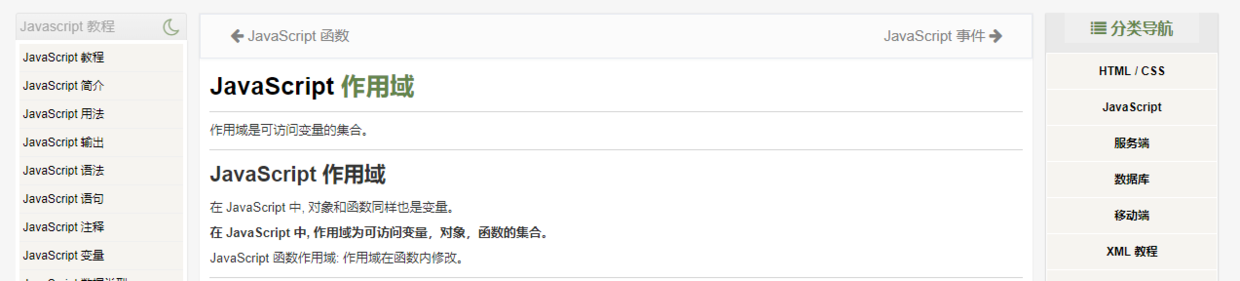 Javascript 教程
JavaScript 教程
JavaScript 简介
JavaScript 用法
JavaScript 输出
JavaScript 语法
JavaScript 语句
JavaScript 注释
JavaScript 变量
JavaScript 函数
JavaScript 事件
JavaScript 作用域
作用域是可访问变量的集合。
JavaScript 作用域
在 JavaScript 中, 对象和函数同样也是变量。
在 JavaScript 中, 作用域为可访问变量，对象，函数的集合。
JavaScript 函数作用域: 作用域在函数内修改。
分类导航
HTML / CSS
JavaScript
服务端
数据库
移动端
XML 教程